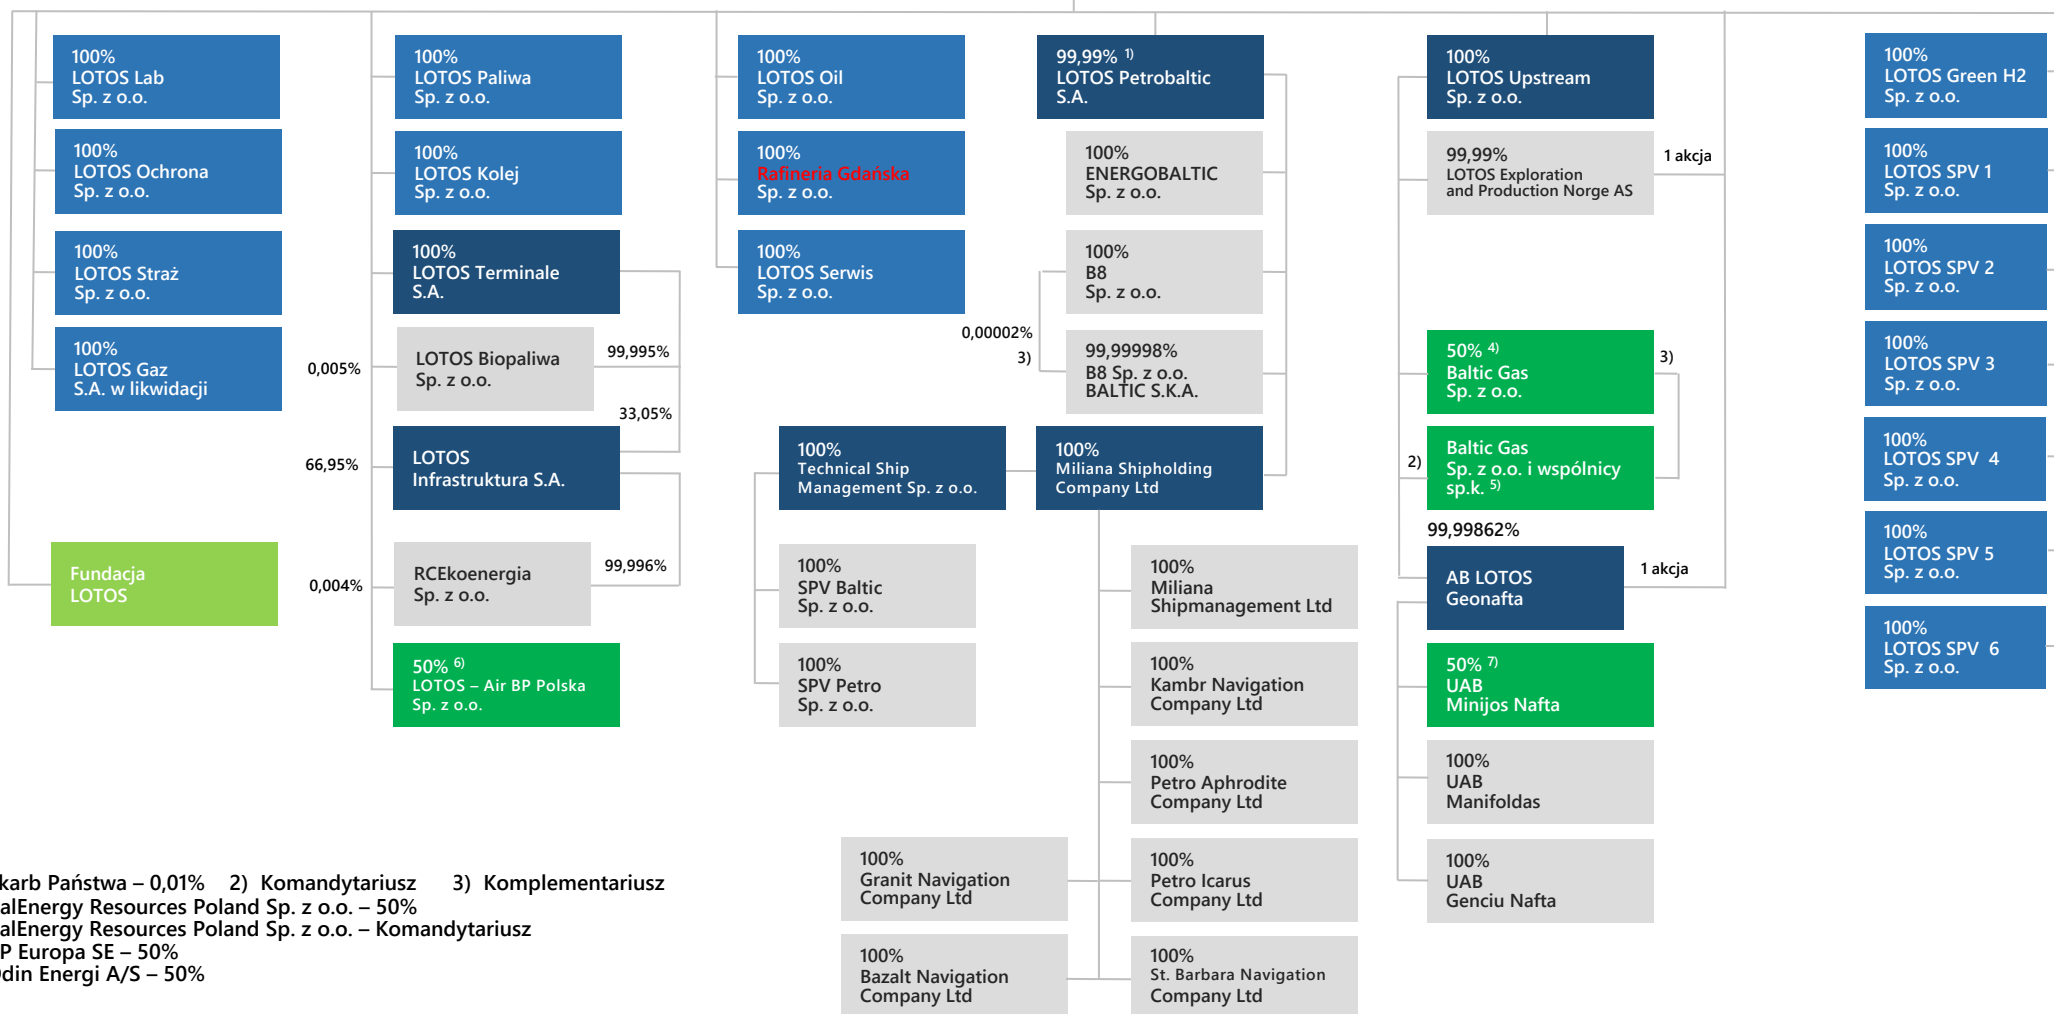 100%
LOTOS Lab
Sp. z o.o.
100%
LOTOS Ochrona
Sp. z o.o.
100%
LOTOS Straż
Sp. z o.o.
100%
LOTOS Gaz
S.A. w likwidacji
Fundacja
LOTOS
100%
LOTOS Paliwa
Sp. z o.o.
100%
LOTOS Kolej
Sp. z o.o.
100%
LOTOS Terminale
S.A.
0,005%
LOTOS Biopaliwa
Sp. z o.o.
99,995%
33,05%
66,95%
LOTOS
Infrastruktura S.A.
0,004%
RCEkoenergia
Sp. z o.o.
99,996%
50% 6)
LOTOS – Air BP Polska
Sp. z o.o.
100%
LOTOS Oil
Sp. z o.o.
100%
Rafineria Gdańska
Sp. z o.o.
100%
LOTOS Serwis
Sp. z o.o.
99,99% 1)
LOTOS Petrobaltic
S.A.
100%
ENERGOBALTIC
Sp. z o.o.
100%
B8
Sp. z o.o.
0,00002%
3)
99,99998%
B8 Sp. z o.o.
BALTIC S.K.A.
100%
Technical Ship
Management Sp. z o.o.
100%
Miliana Shipholding
Company Ltd
100%
SPV Baltic
Sp. z o.o.
100%
SPV Petro
Sp. z o.o.
100%
Miliana
Shipmanagement Ltd
100%
Kambr Navigation
Company Ltd
100%
Petro Aphrodite
Company Ltd
100%
Granit Navigation
Company Ltd
100%
Petro Icarus
Company Ltd
100%
Bazalt Navigation
Company Ltd
100%
St. Barbara Navigation
Company Ltd
100%
LOTOS Upstream
Sp. z o.o.
99,99%
LOTOS Exploration
and Production Norge AS
1 akcja
50% 4)
Baltic Gas
Sp. z o.o.
3)
2)
Baltic Gas
Sp. z o.o. i wspólnicy
sp.k. 5)
99,99862%
AB LOTOS
Geonafta
1 akcja
50% 7)
UAB
Minijos Nafta
100%
UAB
Manifoldas
100%
UAB
Genciu Nafta
100%
LOTOS Green H2
Sp. z o.o.
100%
LOTOS SPV 1
Sp. z o.o.
100%
LOTOS SPV 2
Sp. z o.o.
100%
LOTOS SPV 3
Sp. z o.o.
100%
LOTOS SPV 4
Sp. z o.o.
100%
LOTOS SPV 5
Sp. z o.o.
100%
LOTOS SPV 6
Sp. z o.o.
karb Państwa – 0,01% 2) Komandytariusz 3) Komplementariusz
alEnergy Resources Poland Sp. z o.o. – 50%
alEnergy Resources Poland Sp. z o.o. – Komandytariusz
P Europa SE – 50%
din Energi A/S – 50%